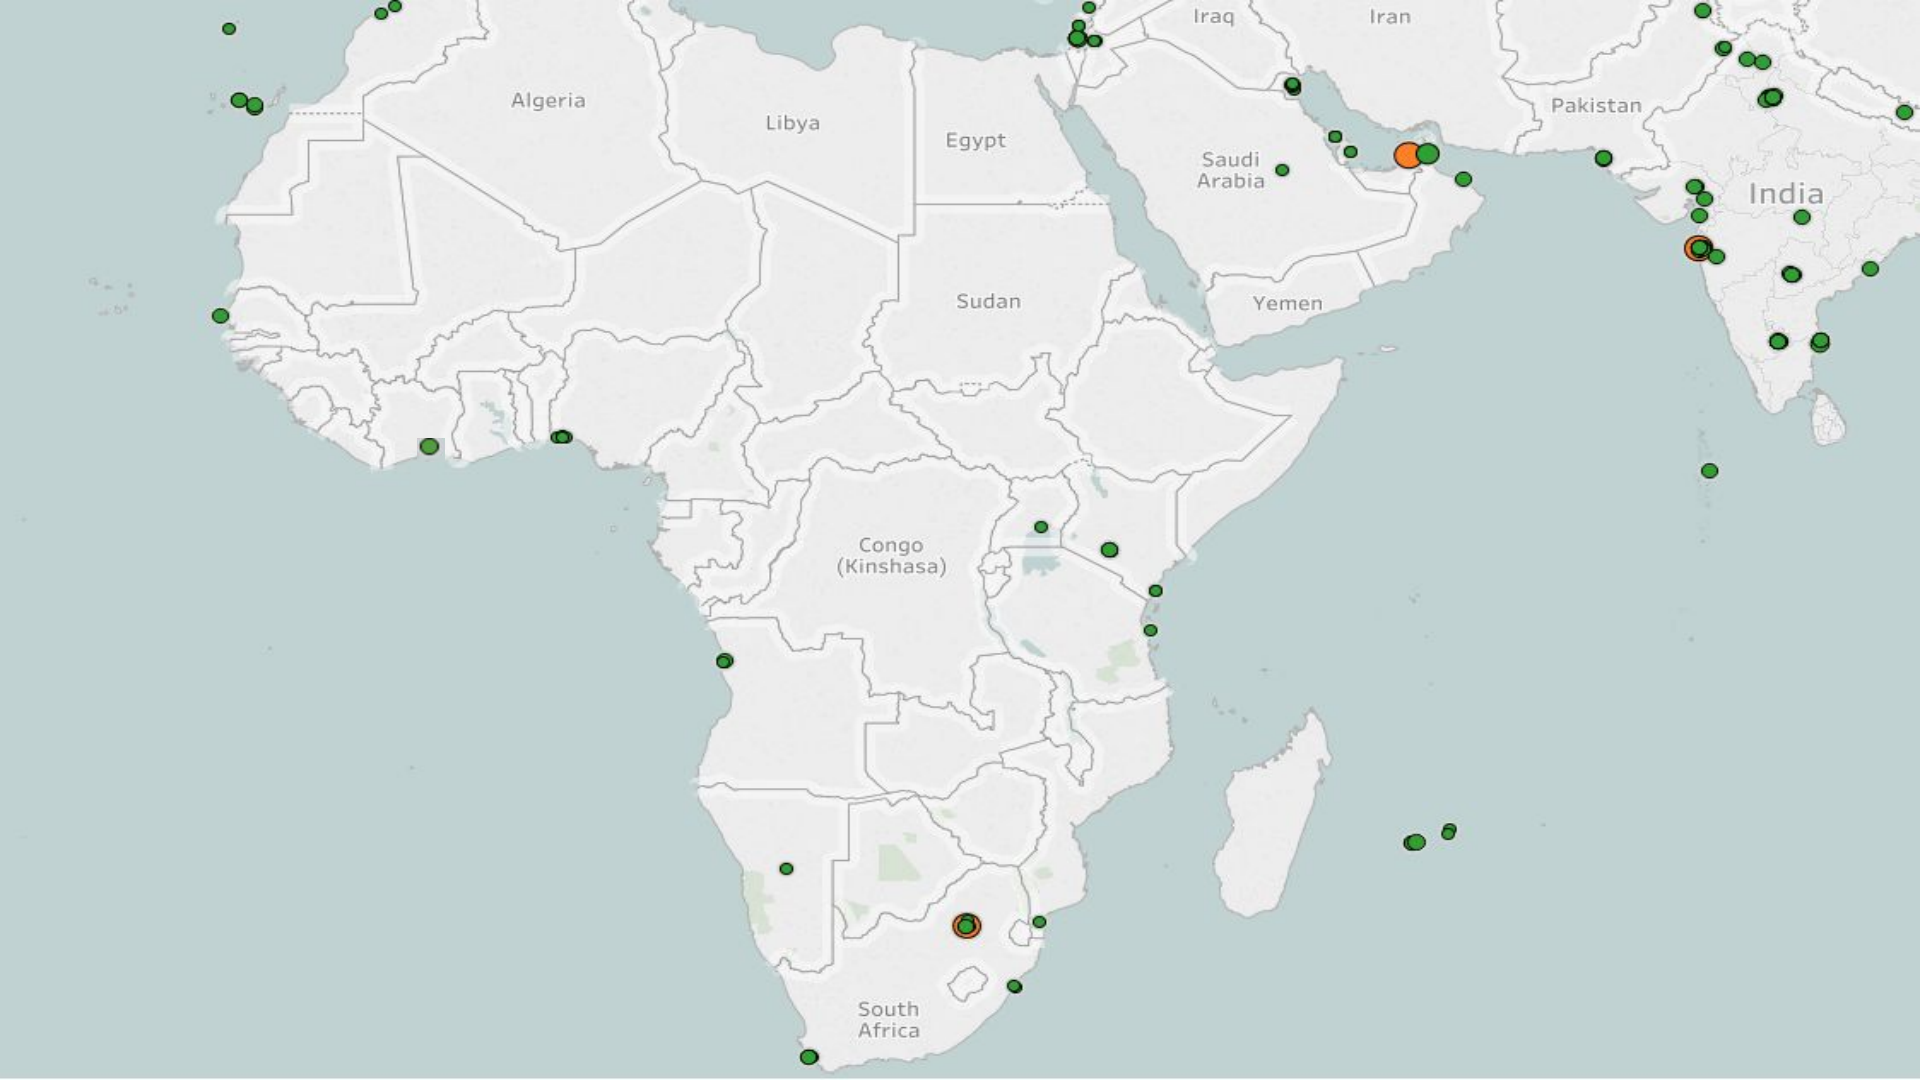 Iraq
Iran
Algeria
Libya
Egypt
Saudi
Arabia
Pakistan
India
Sudan
Yemen
Congo
(Kinshasa)
South
Africa